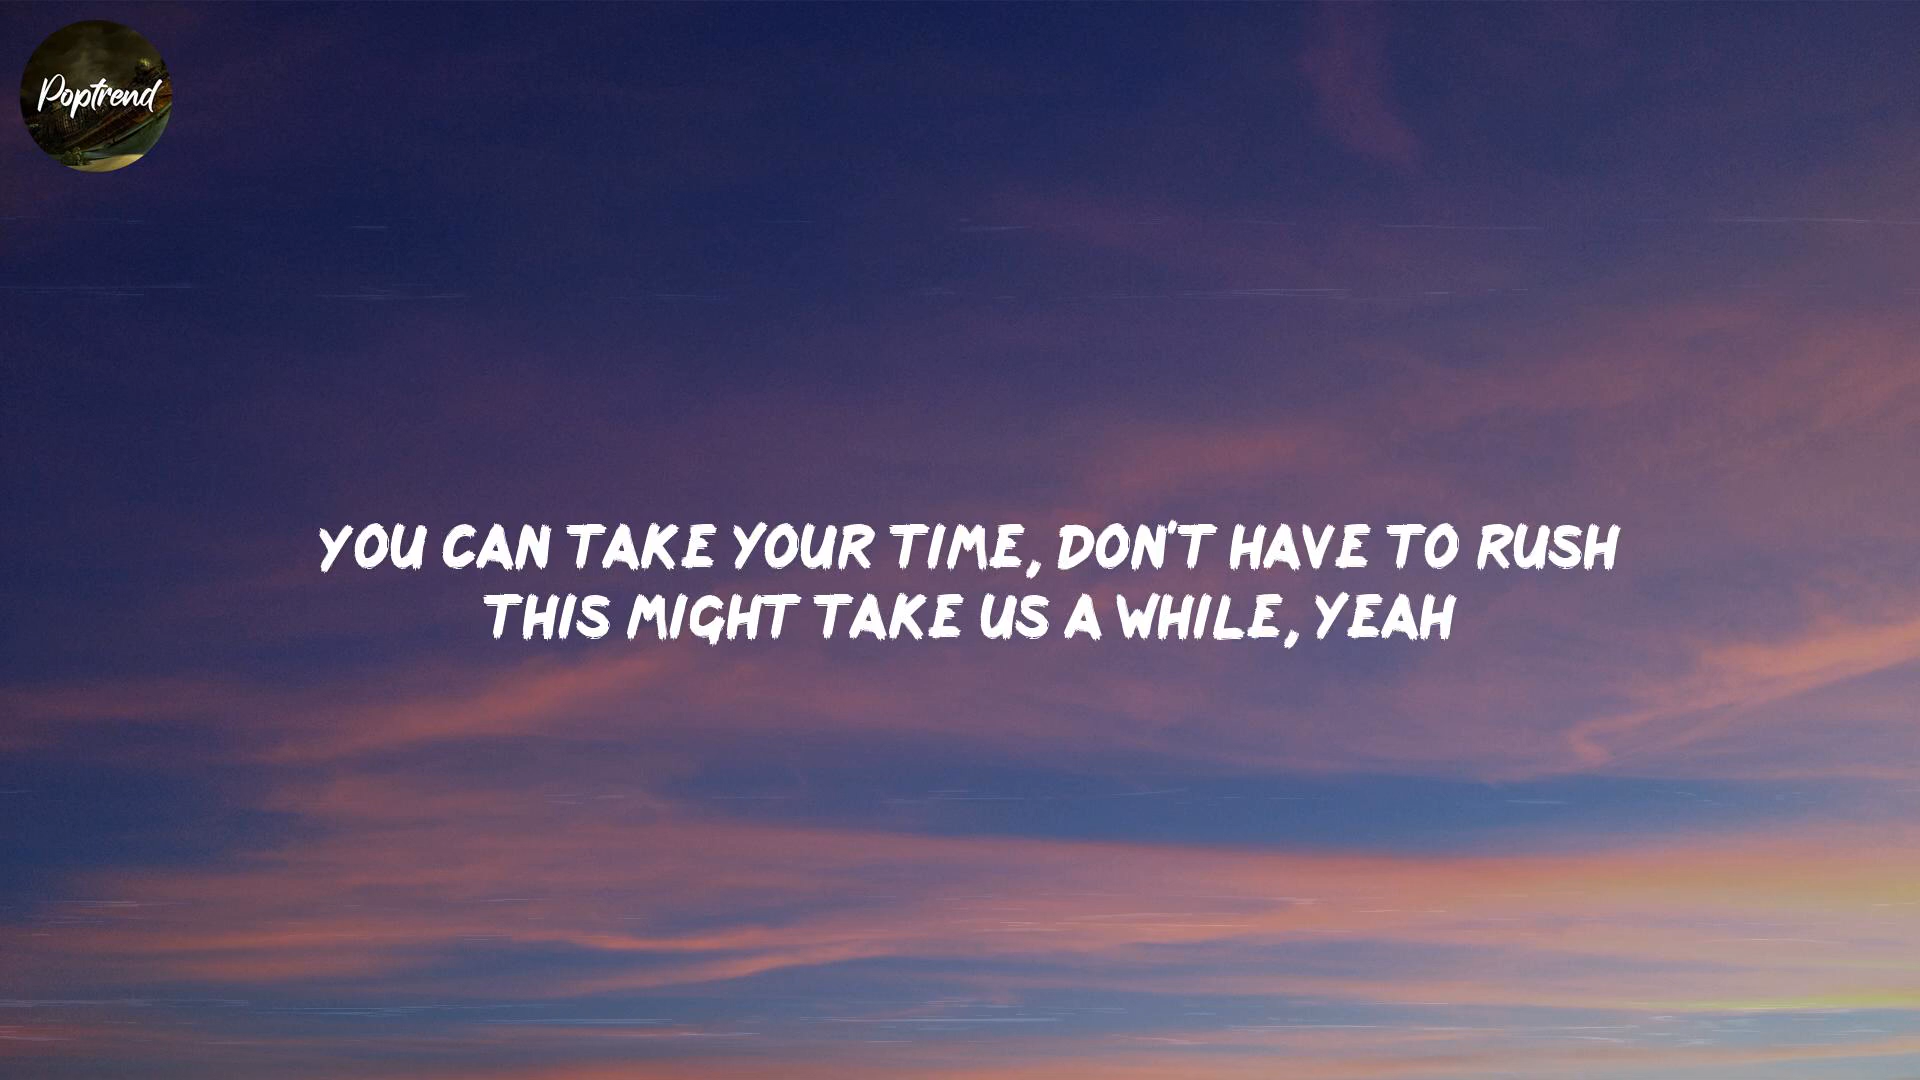 Poptrend
YOU CAN TAKE YOUR TIME, DON'T HAVE TO RUSH
THIS MIGHT TAKE US A WHILE, YEAH